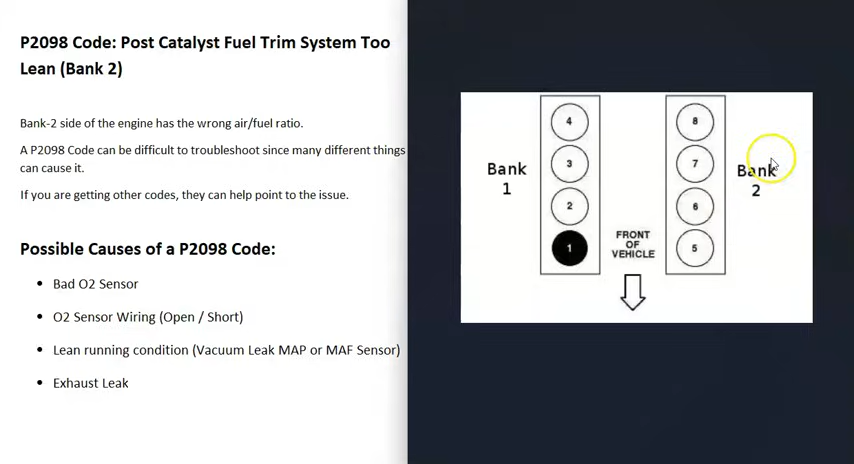 P2098 Code: Post Catalyst Fuel Trim System Too
Lean (Bank 2)
Bank-2 side of the engine has the wrong air/fuel ratio.
A P2098 Code can be difficult to troubleshoot since many different things
can cause it.
If you are getting other codes, they can help point to the issue.
Possible Causes of a P2098 Code:
• Bad O2 Sensor
• O2 Sensor Wiring (Open / Short)
• Lean running condition (Vacuum Leak MAP or MAF Sensor)
• Exhaust Leak
4
8
3
7
Bank
1
Bank
2
2
6
1
5
FRONT
OF
VEHICLE